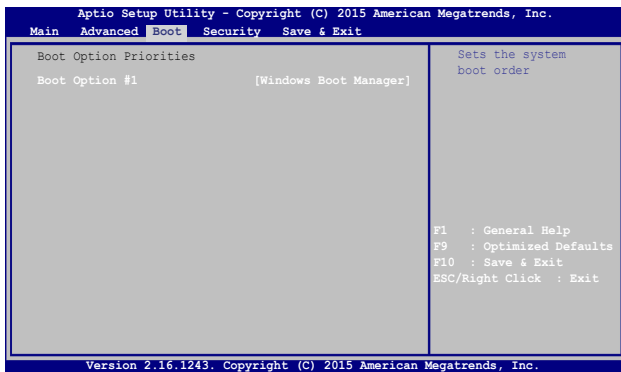 Aptio Setup Utility - Copyright (C) 2015 American Megatrends, Inc.
Main Advanced Boot Security Save & Exit
Boot Option Priorities
Boot Option #1 [Windows Boot Manager]
Sets the system
boot order
F1 : General Help
F9 : Optimized Defaults
F10 : Save & Exit
ESC/Right Click : Exit
Version 2.16.1243. Copyright (C) 2015 American Megatrends, Inc.